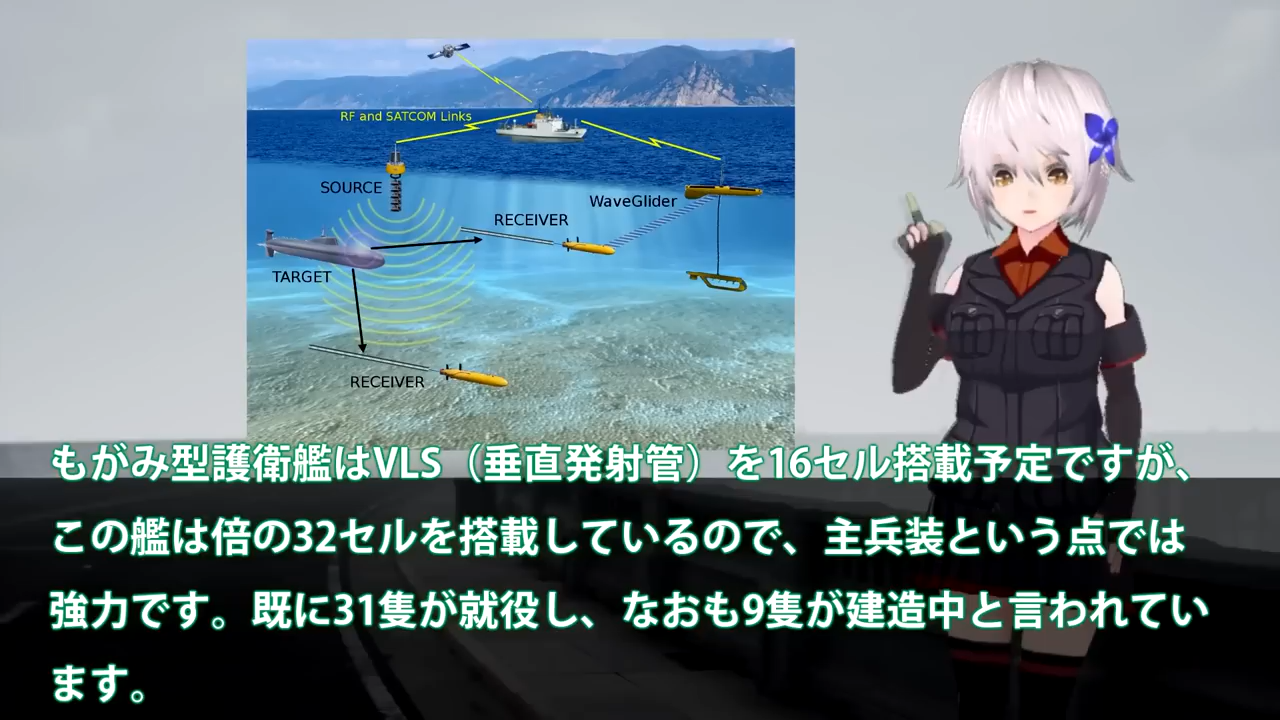 RF and SATCOM Links
SOURCE
WaveGlider
RECEIVER
TARGET
RECEIVER
もがみ型護衛艦はVLS（垂直発射管）を16セル搭載予定ですが、
この艦は倍の32セルを搭載しているので、主兵装という点では
強力です。既に31隻が就役し、なおも9隻が建造中と言われてい
ます。